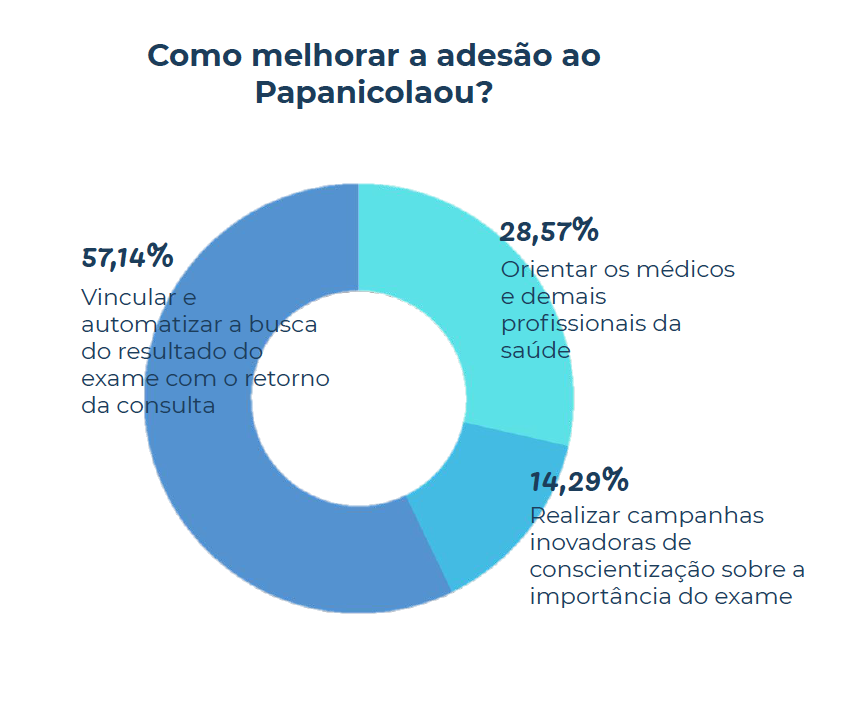 Como melhorar a adesão ao
Papanicolaou?
57,14%
Vincular e
automatizar a busca
do resultado do
exame com o retorno
da consulta
28,57%
Orientar os médicos
e demais
profissionais da
saúde
14,29%
Realizar campanhas
inovadoras de
conscientização sobre a
importância do exame